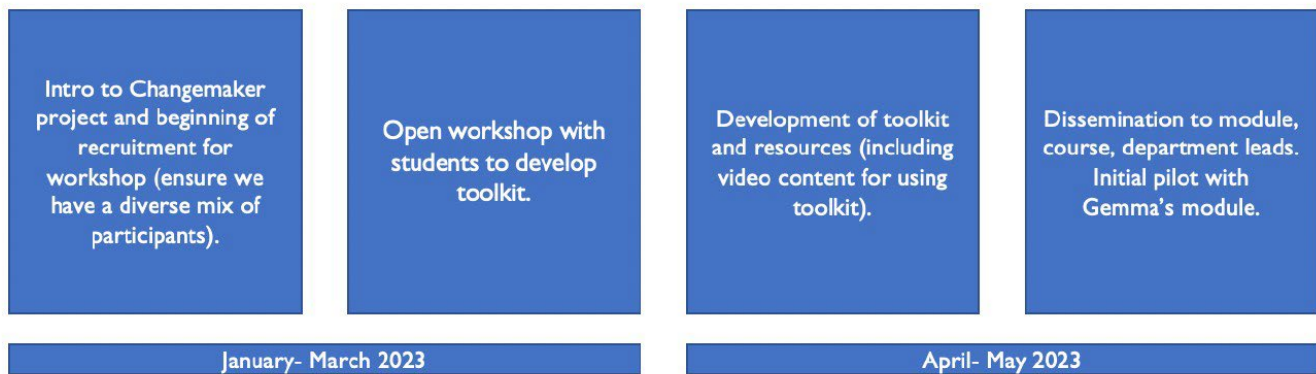 Intro to Changemaker
project and beginning of
recruitment for
workshop (ensure we
have a diverse mix of
participants).
Open workshop with
students to develop
toolkit.
Development of toolkit
and resources (including
video content for using
toolkit).
Dissemination to module,
course, department leads.
Initial pilot with
Gemma’s module.
January- March 2023
April- May 2023